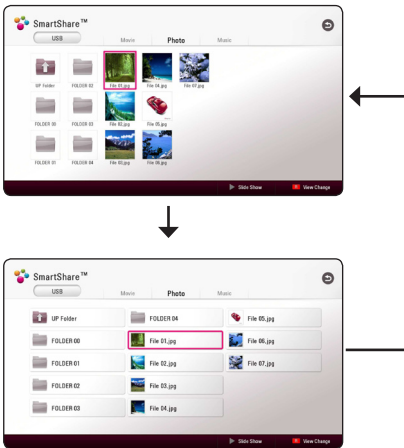 SmartShare™
USB Movie Photo Music
UP Folder FOLDER 02 File 01.jpg File 04.jpg File 07.jpg
FOLDER 00 FOLDER 03 File 02.jpg File 05.jpg
FOLDER 01 FOLDER 04 File 03.jpg File 06.jpg
Slide Show View Change
SmartShare™
USB Movie Photo Music
UP Folder FOLDER 04 File 05.jpg
FOLDER 00 File 01.jpg File 06.jpg
FOLDER 01 File 02.jpg File 07.jpg
FOLDER 02 File 03.jpg
FOLDER 03 File 04.jpg
Slide Show View Change